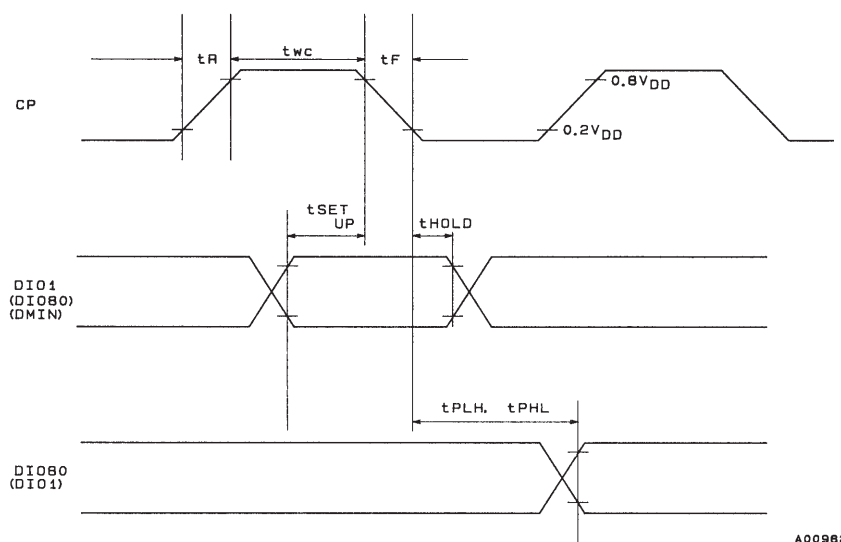 tR
twc
tF
CP
0.8VDD
0.2VDD
tSET
UP
tHOLD
DIO1
(DIO80)
(DMIN)
tPLH. tPHL
DIO80
(DIO1)